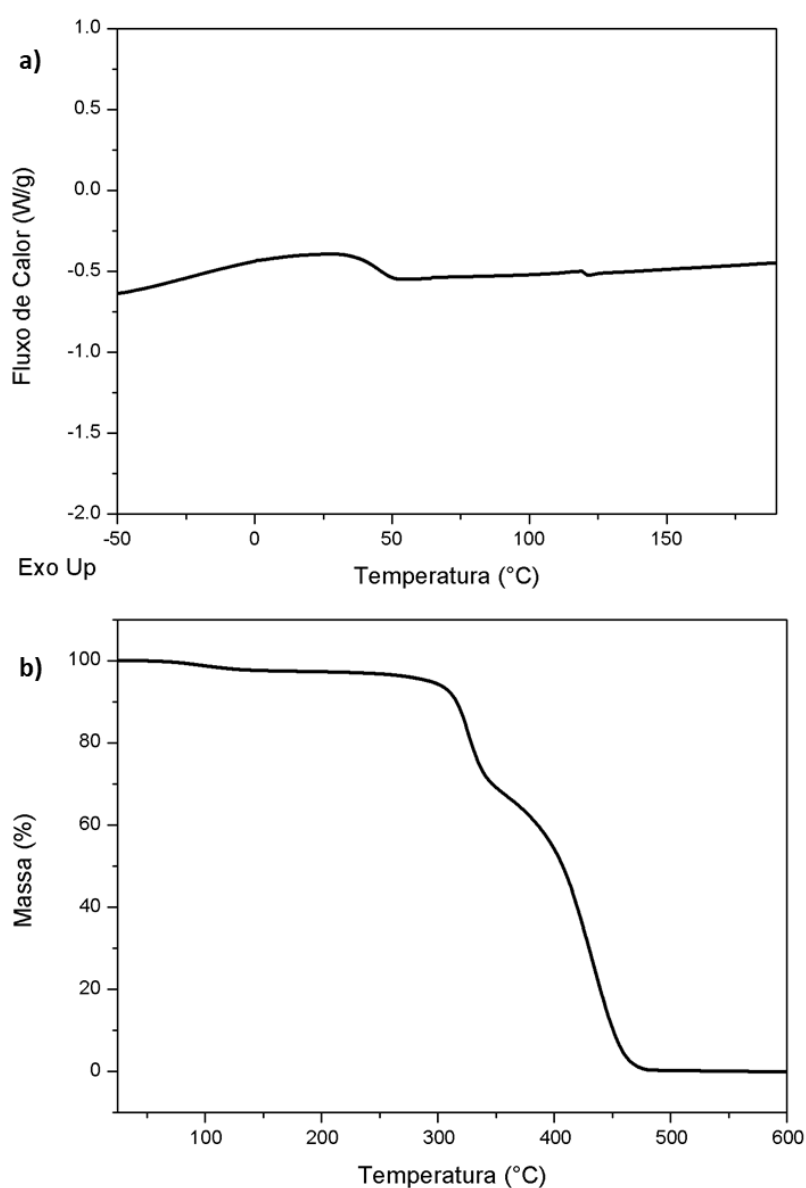 a)
1.0
0.5
0.0
-0.5
-1.0
-1.5
-2.0
Fluxo de Calor (W/g)
-50 0 50 100 150
Exo Up
Temperatura (°C)
b)
100
80
60
40
20
0
Massa (%)
100 200 300 400 500 600
Temperatura (°C)